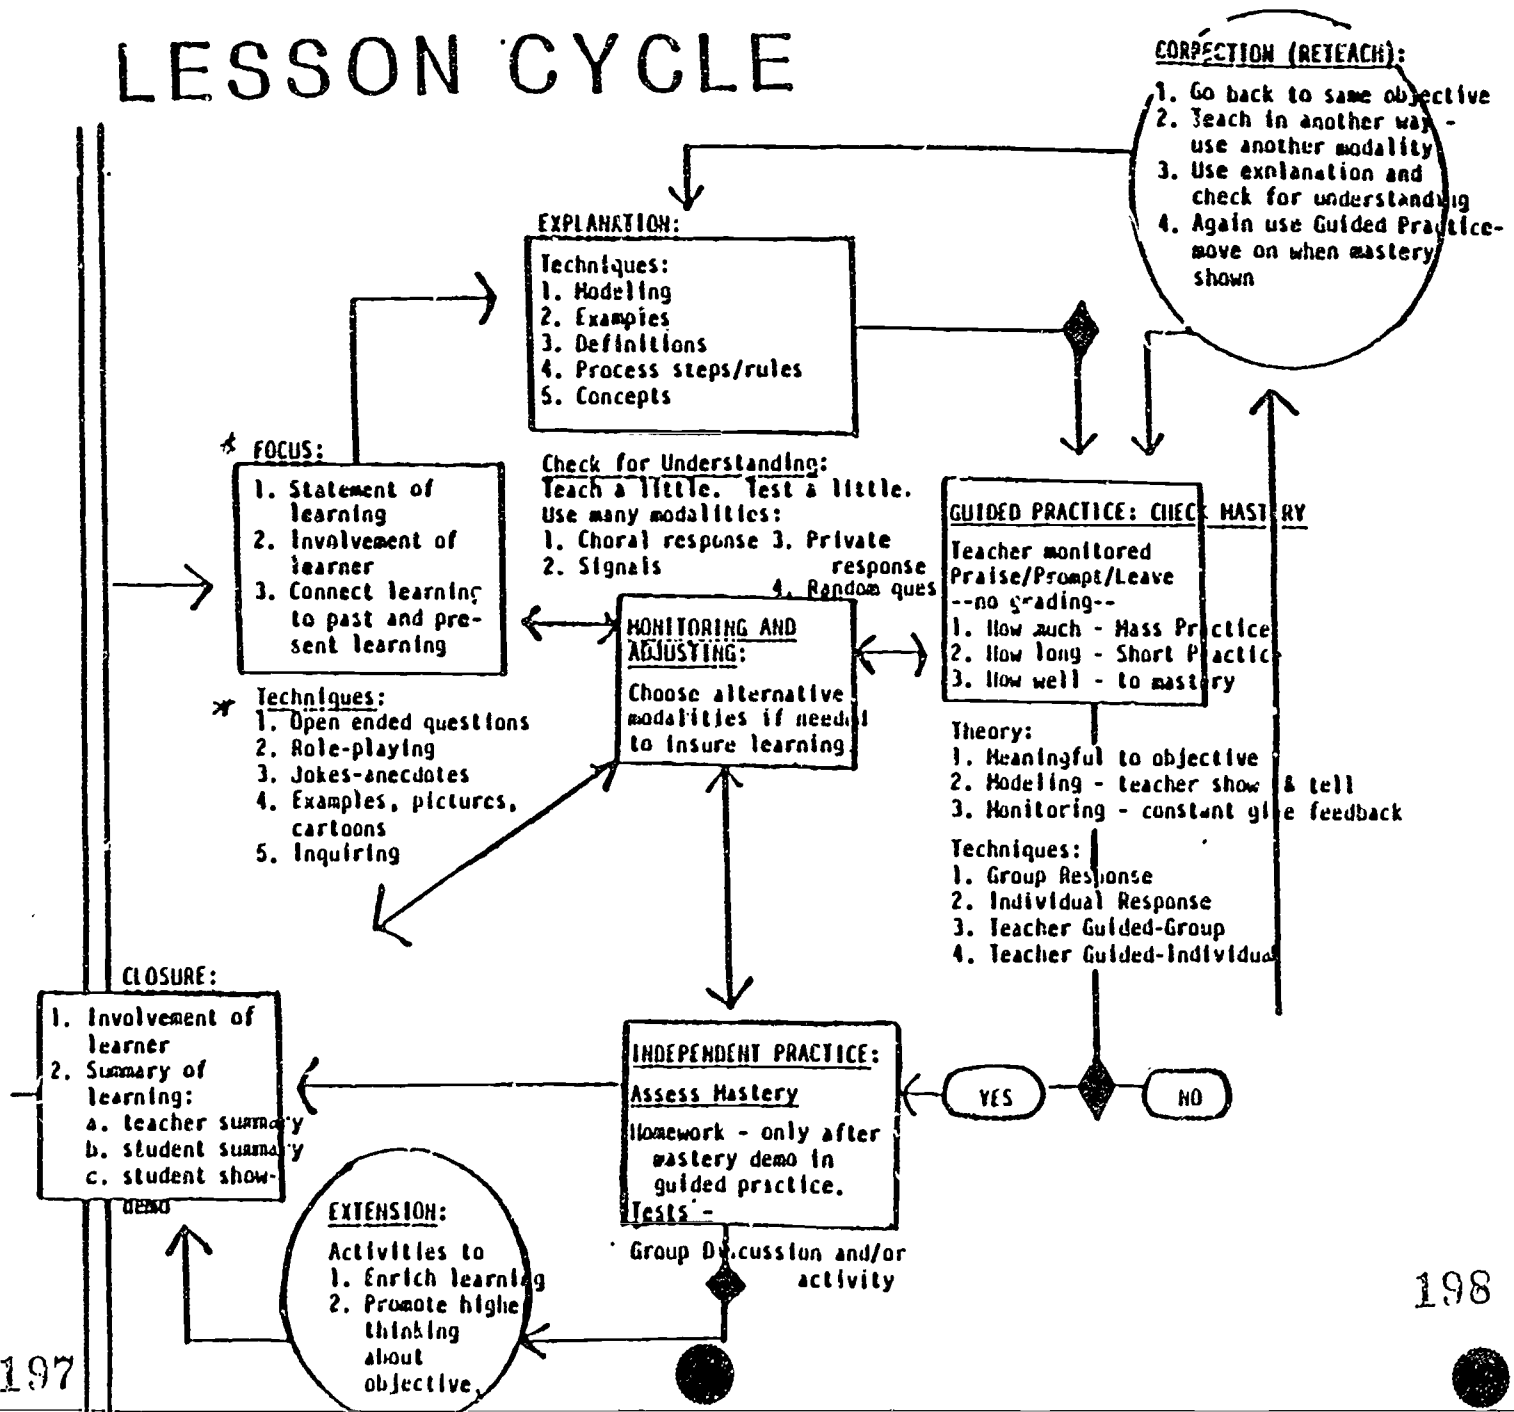 LESSON CYCLE
CORRECTION (RETEACH):
1. Go back to same objective
2. Teach in another way -
use another modality
3. Use explanation and
check for understanding
4. Again use Guided Practice-
move on when mastery
shown
EXPLANATION:
Techniques:
1. Modeling
2. Examples
3. Definitions
4. Process steps/rules
5. Concepts
Check for Understanding:
Teach a little. Test a little.
Use many modalities:
1. Choral response 3. Private
2. Signals response
4. Random ques
* FOCUS:
1. Statement of
learning
2. Involvement of
learner
3. Connect learning
to past and pre-
sent learning
* Techniques:
1. Open ended questions
2. Role-playing
3. Jokes-anecdotes
4. Examples, pictures,
cartoons
5. Inquiring
MONITORING AND
ADJUSTING:
Choose alternative
modalities if needed
to insure learning
GUIDED PRACTICE: CHECK MASTERY
Teacher monitored
Praise/Prompt/Leave
--no grading--
1. How much - Mass Practice
2. How long - Short Practic
3. How well - to mastery
Theory:
1. Meaningful to objective
2. Modeling - teacher show & tell
3. Monitoring - constant give feedback
Techniques:
1. Group Response
2. Individual Response
3. Teacher Guided-Group
4. Teacher Guided-Individual
CLOSURE:
1. Involvement of
learner
2. Summary of
learning:
a. teacher summary
b. student summary
c. student show-
demo
INDEPENDENT PRACTICE:
Assess Mastery
Homework - only after
mastery demo in
guided practice.
Tests -
Group Discussion and/or
activity
YES
NO
EXTENSION:
Activities to
1. Enrich learning
2. Promote highe
thinking
about
objective.
197
198